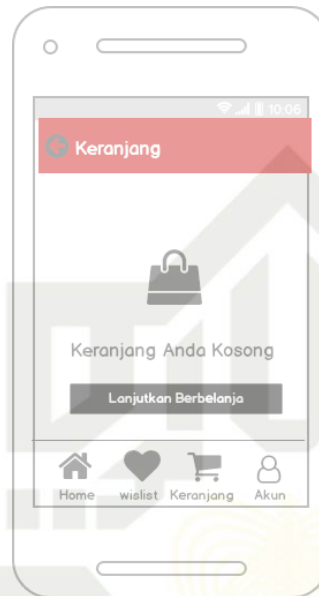 10:06
Keranjang
Keranjang Anda Kosong
Lanjutkan Berbelanja
Home wislist Keranjang Akun